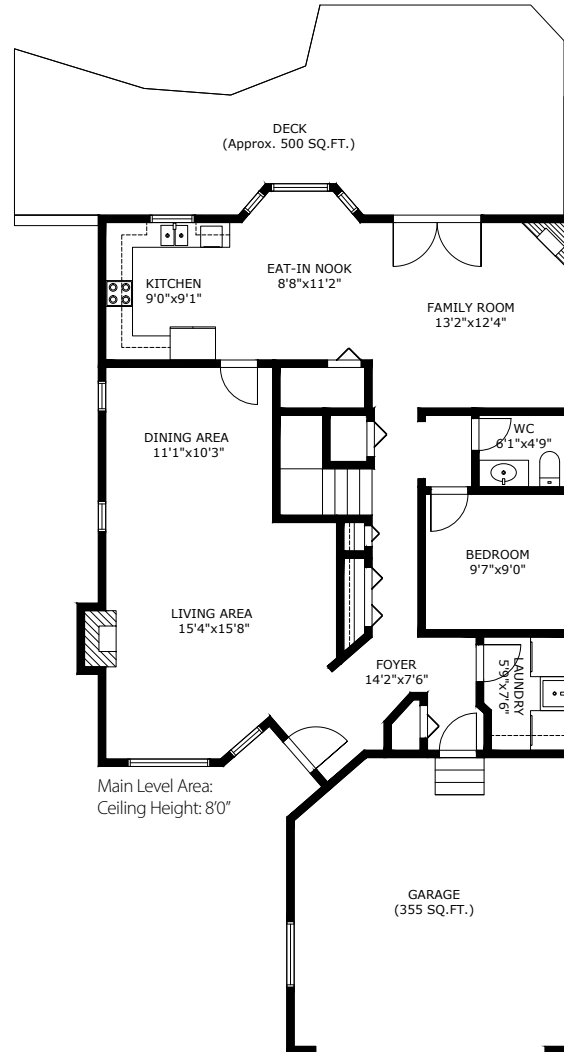 DECK
(Approx. 500 SQ.FT.)
KITCHEN
9'0"x9'1"
EAT-IN NOOK
8'8"x11'2"
FAMILY ROOM
13'2"x12'4"
DINING AREA
11'1"x10'3"
WC
6'1"x4'9"
BEDROOM
9'7"x9'0"
LIVING AREA
15'4"x15'8"
FOYER
14'2"x7'6"
LAUNDRY
5'9"x7'6"
Main Level Area:
Ceiling Height: 8'0"
GARAGE
(355 SQ.FT.)